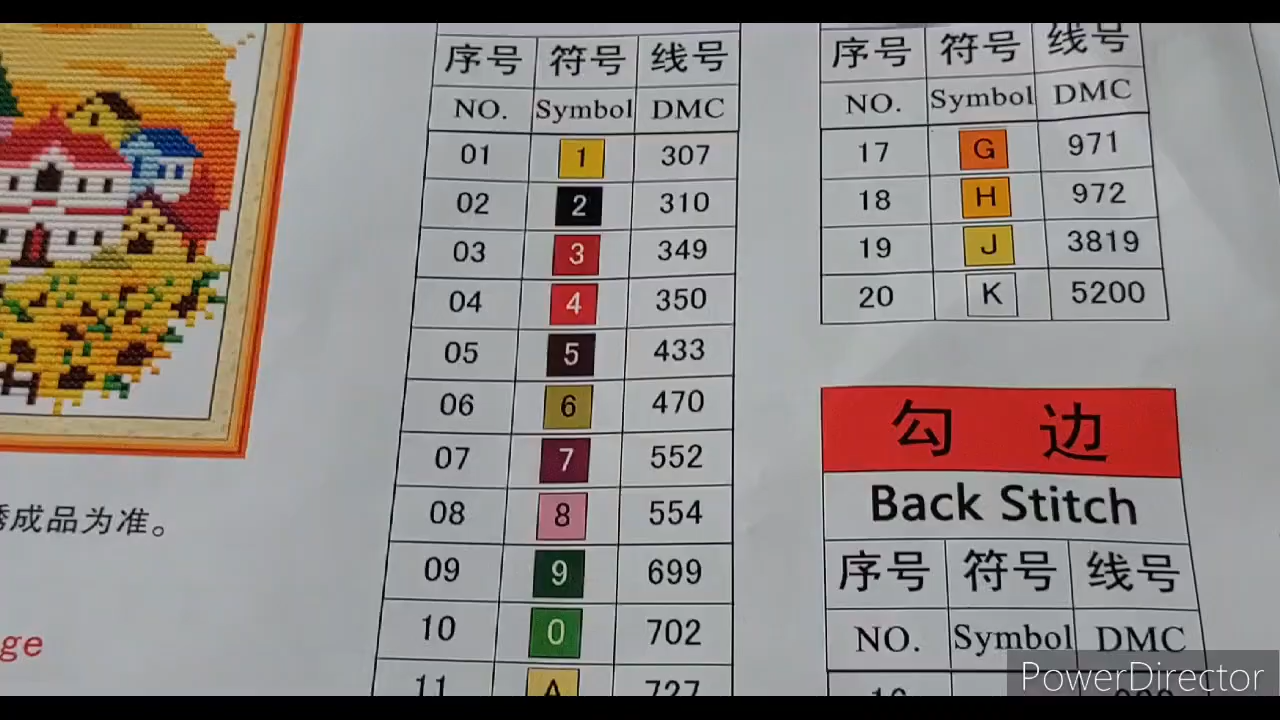 序号 符号 线号
NO. Symbol DMC
01 1 307
02 2 310
03 3 349
04 4 350
05 5 433
06 6 470
07 7 552
08 8 554
09 9 699
10 0 702
11 A 727
序号 符号 线号
NO. Symbol DMC
17 G 971
18 H 972
19 J 3819
20 K 5200
勾 边
Back Stitch
序号 符号 线号
NO. Symbol DMC
成品为准。
ge
PowerDirector